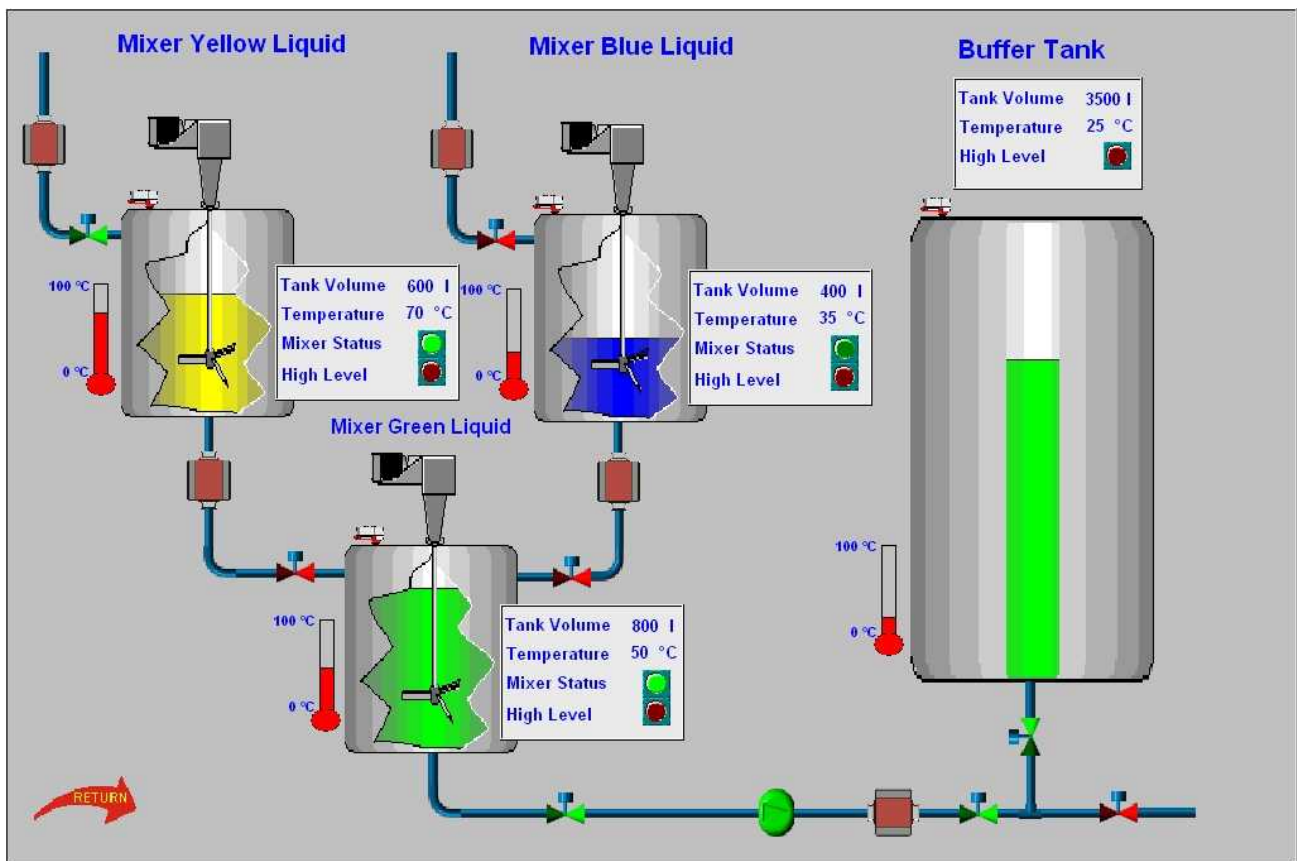 Mixer Yellow Liquid
Mixer Blue Liquid
Buffer Tank
Tank Volume 3500 l
Temperature 25 °C
High Level
100 °C
0 °C
Tank Volume 600 l
Temperature 70 °C
Mixer Status
High Level
100 °C
0 °C
Tank Volume 400 l
Temperature 35 °C
Mixer Status
High Level
Mixer Green Liquid
100 °C
0 °C
Tank Volume 800 l
Temperature 50 °C
Mixer Status
High Level
100 °C
0 °C
RETURN